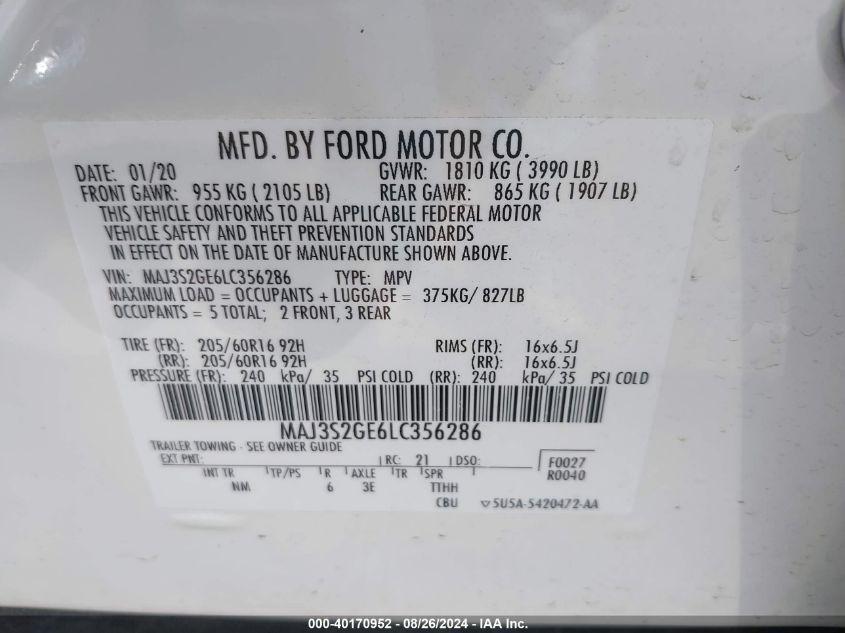 MFD. BY FORD MOTOR CO.
DATE: 01/20 GVWR: 1810 KG ( 3990 LB)
FRONT GAWR: 955 KG ( 2105 LB) REAR GAWR: 865 KG ( 1907 LB)
THIS VEHICLE CONFORMS TO ALL APPLICABLE FEDERAL MOTOR
VEHICLE SAFETY AND THEFT PREVENTION STANDARDS
IN EFFECT ON THE DATE OF MANUFACTURE SHOWN ABOVE.
VIN: MAJ3S2GE6LC356286 TYPE: MPV
MAXIMUM LOAD = OCCUPANTS + LUGGAGE = 375KG/ 827LB
OCCUPANTS = 5 TOTAL; 2 FRONT, 3 REAR
TIRE (FR): 205/60R16 92H RIMS (FR): 16x6.5J
(RR): 205/60R16 92H (RR): 16x6.5J
PRESSURE (FR): 240 kPa/ 35 PSI COLD (RR): 240 kPa/ 35 PSI COLD
MAJ3S2GE6LC356286
TRAILER TOWING - SEE OWNER GUIDE
EXT PNT: RC: 21 DSO: F0027
INT TR TP/PS R AXLE TR SPR R0040
NM 6 3E TTHH
CBU 5U5A-5420472-AA
000-40170952 - 08/26/2024 - IAA Inc.